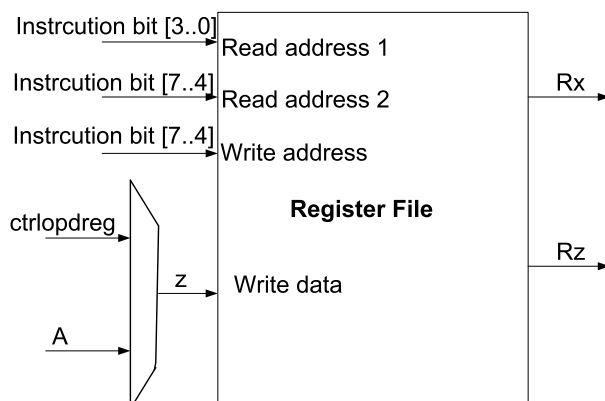 Instrcution bit [3..0]
Read address 1
Instrcution bit [7..4]
Read address 2
Rx
Instrcution bit [7..4]
Write address
Register File
ctrlopdreg
Rz
z
Write data
A